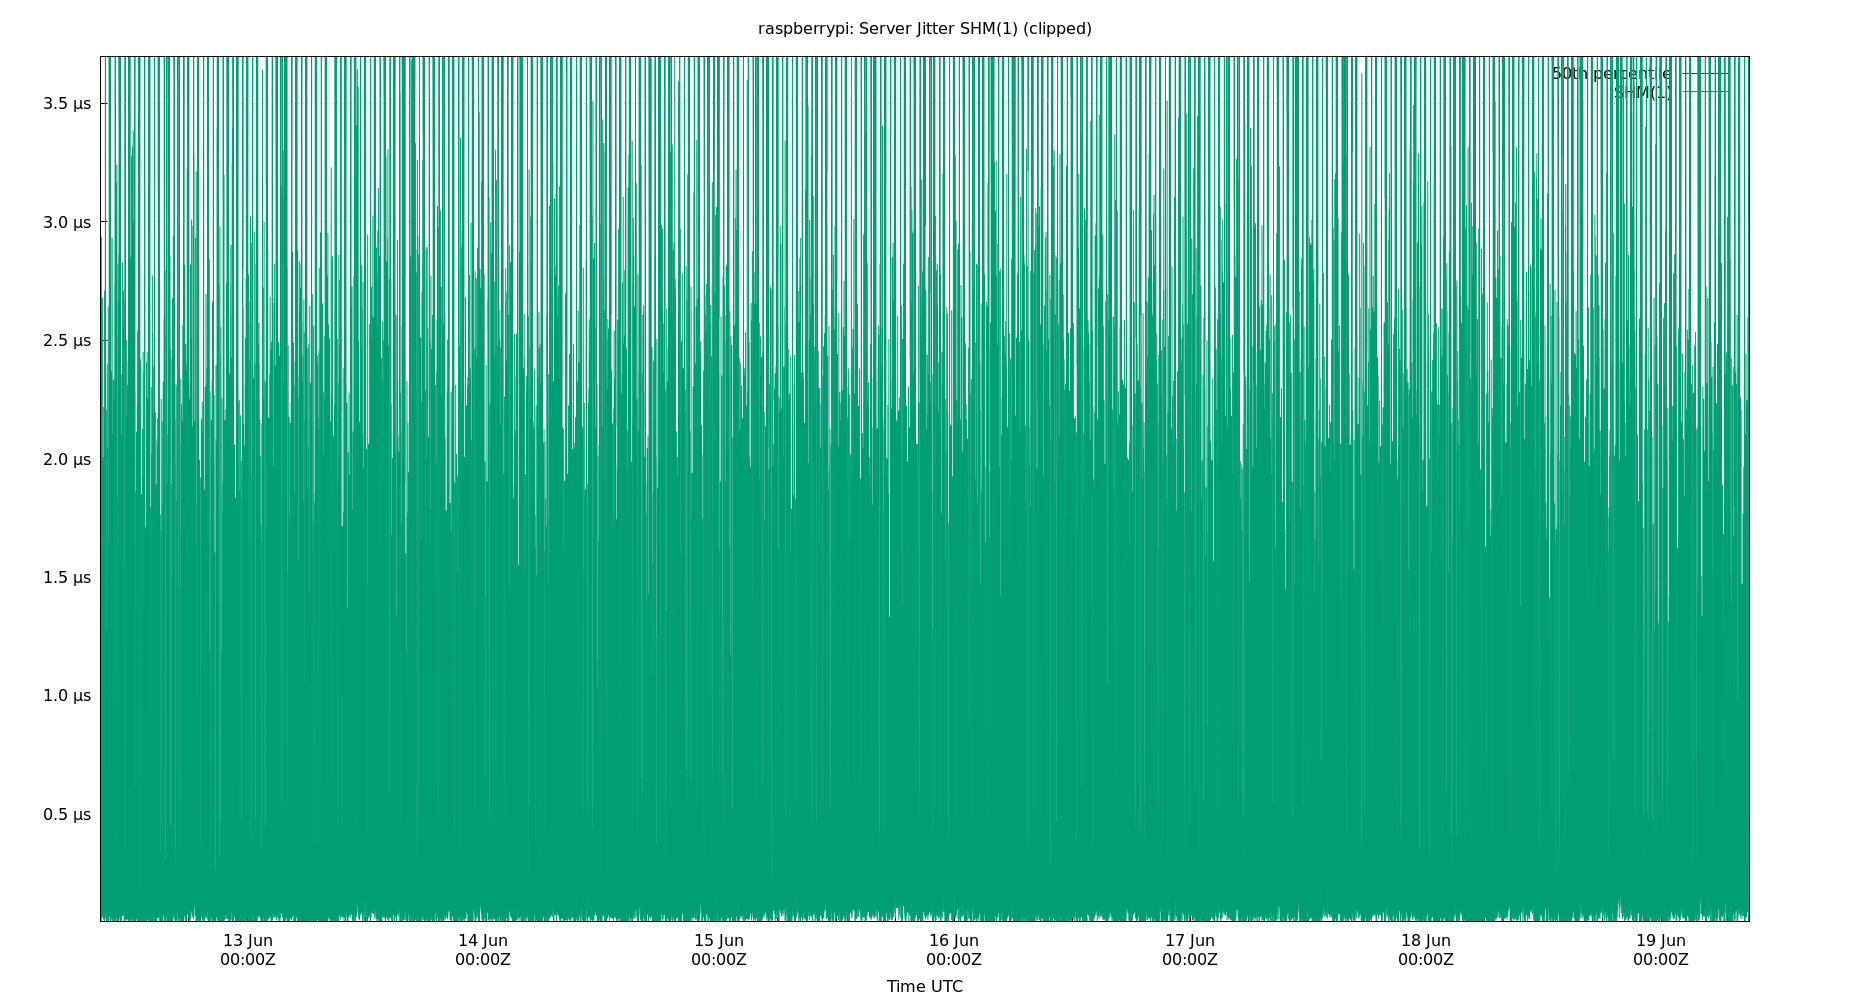 raspberrypi: Server Jitter SHM(1) (clipped)
50th percentile
SHM(1)
3.5 µs
3.0 µs
2.5 µs
2.0 µs
1.5 µs
1.0 µs
0.5 µs
13 Jun 14 Jun 15 Jun 16 Jun 17 Jun 18 Jun 19 Jun
00:00Z 00:00Z 00:00Z 00:00Z 00:00Z 00:00Z 00:00Z
Time UTC